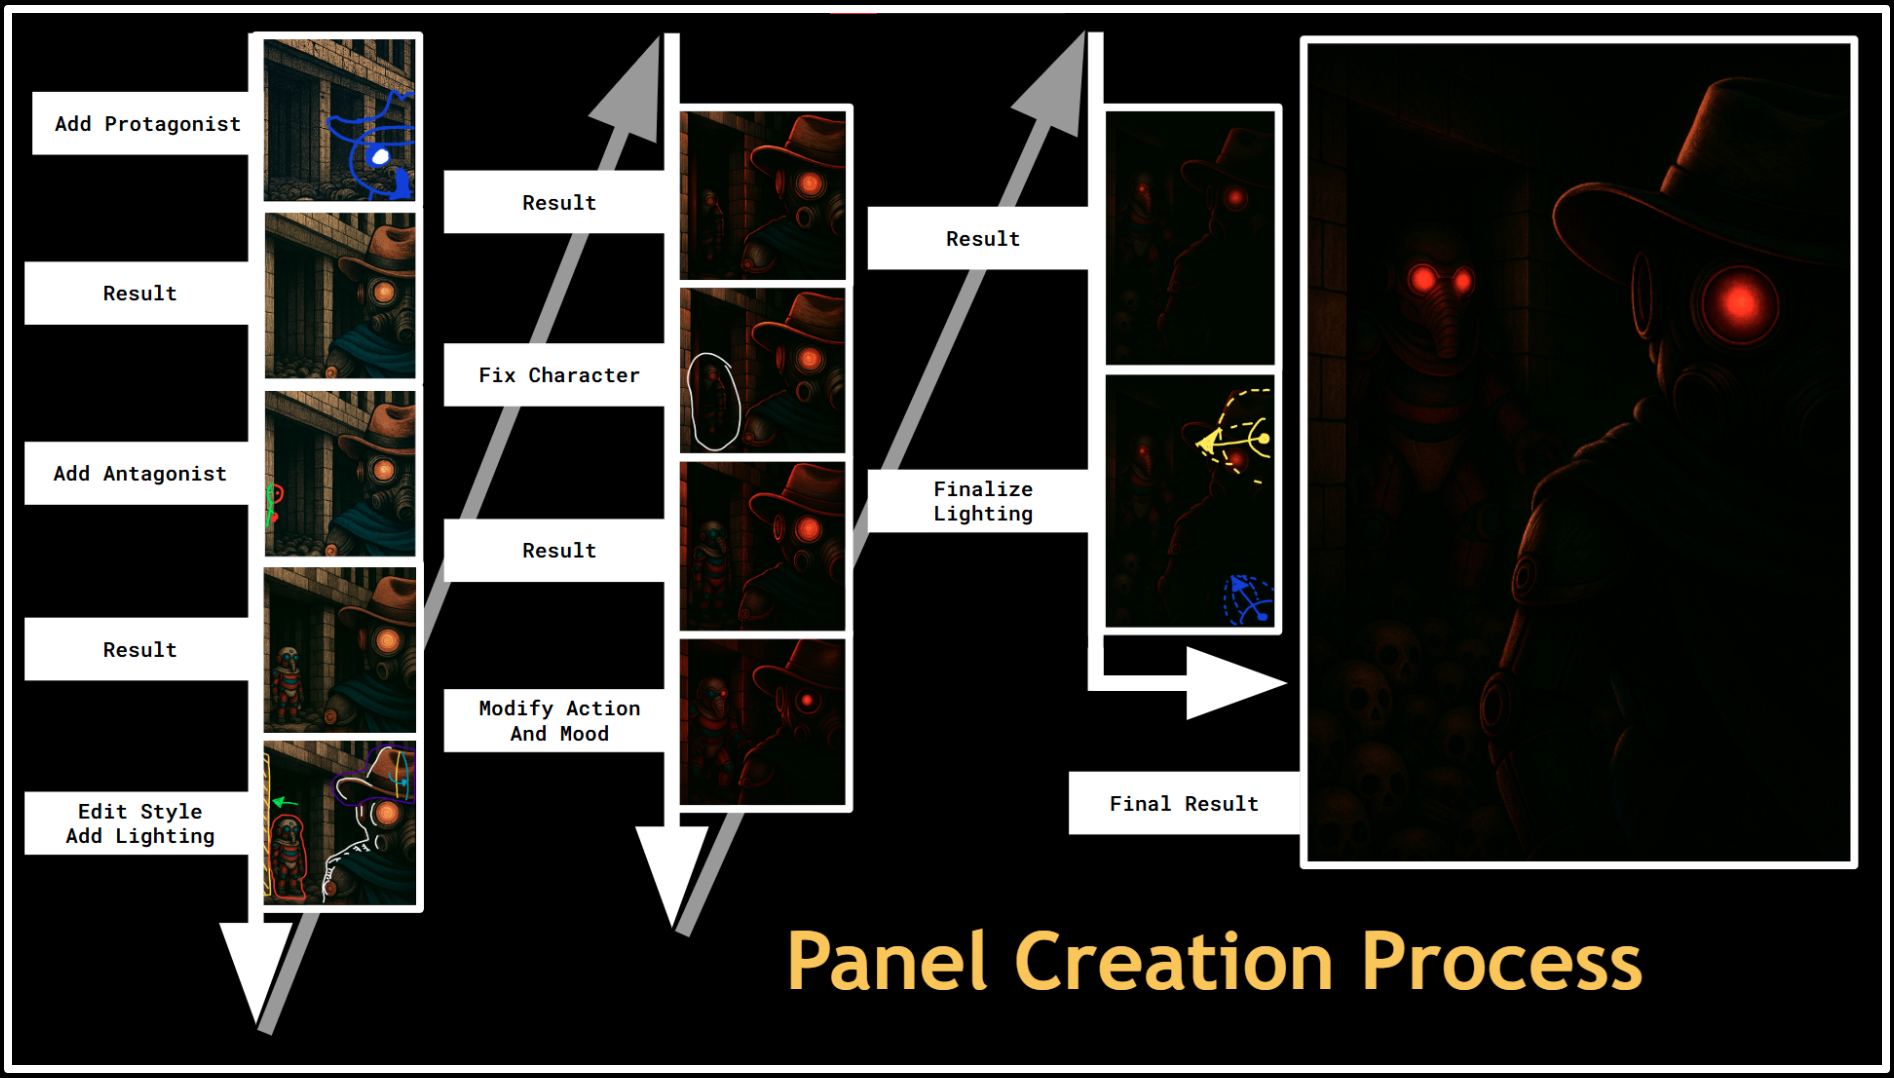 Add Protagonist
Result
Add Antagonist
Result
Edit Style
Add Lighting
Result
Fix Character
Result
Modify Action
And Mood
Result
Finalize
Lighting
Final Result
Panel Creation Process